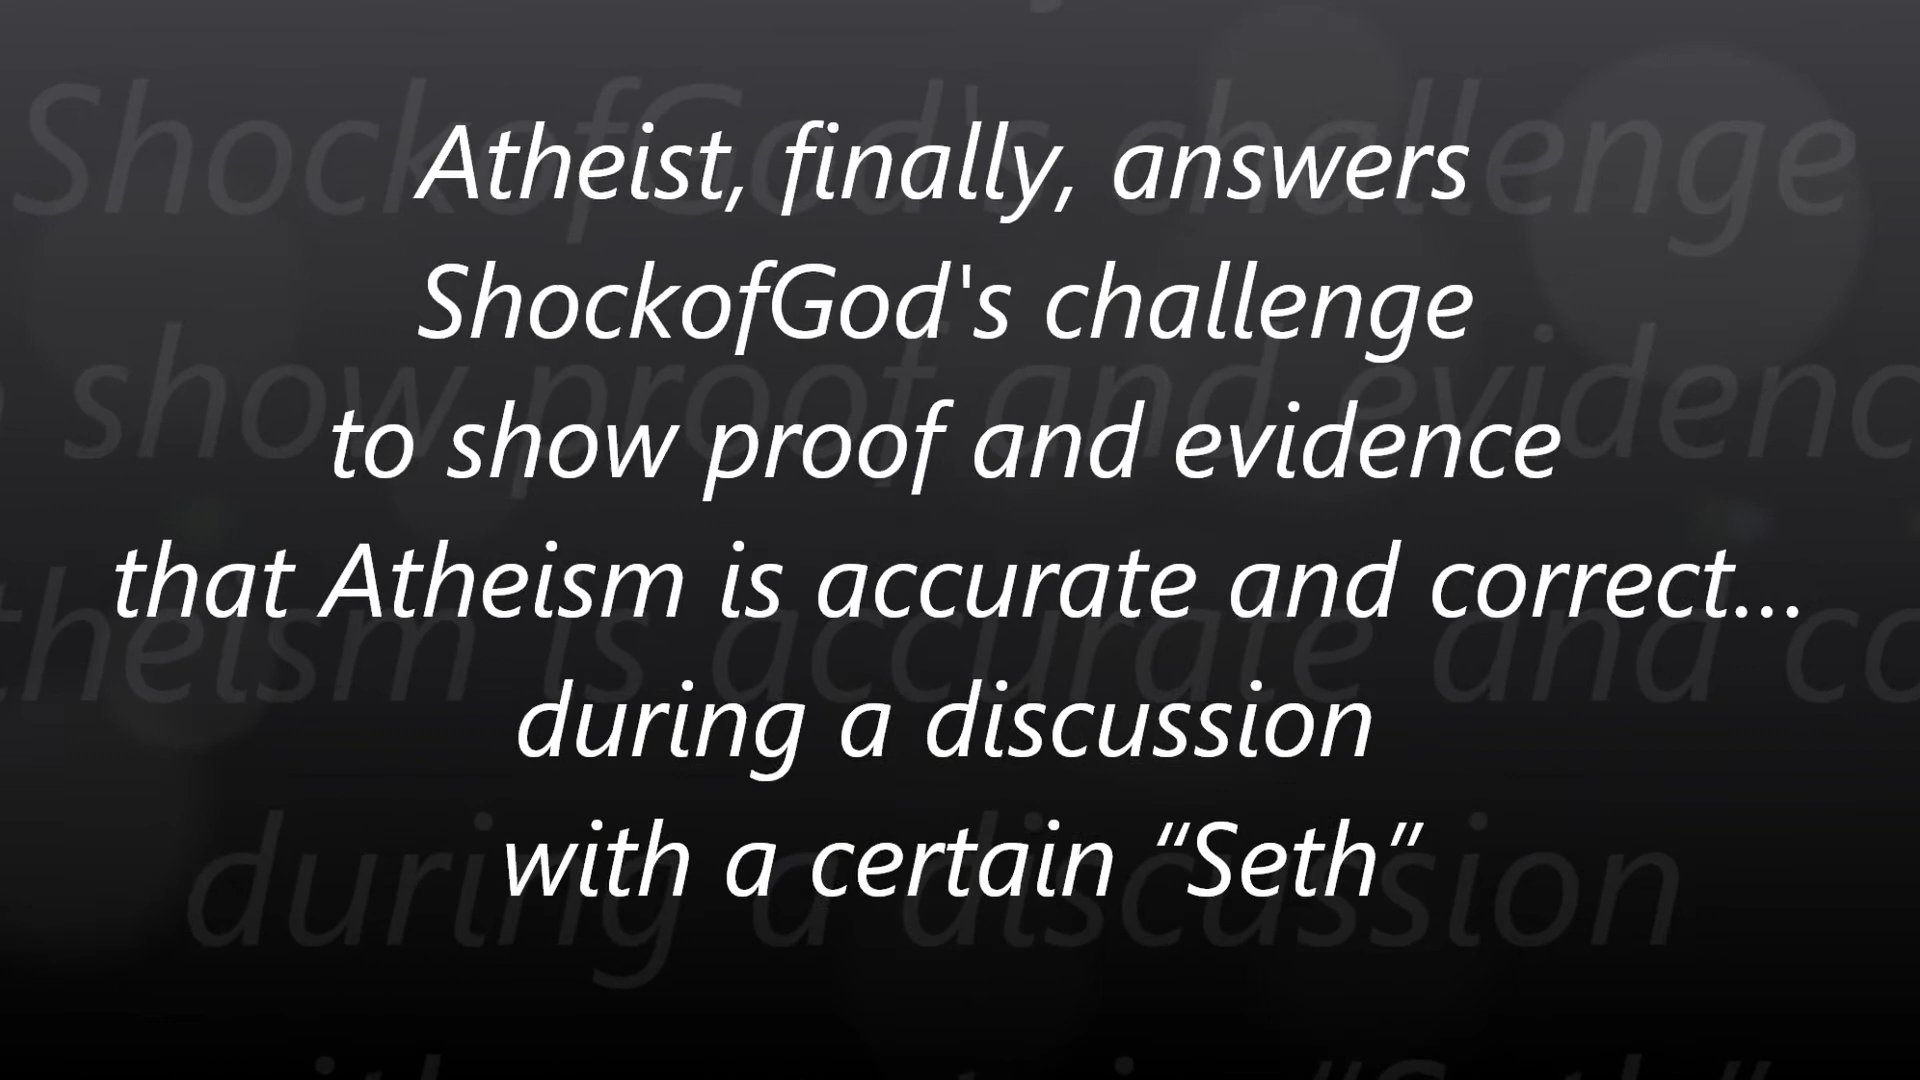 Atheist, finally, answers
ShockofGod's challenge
to show proof and evidence
that Atheism is accurate and correct...
during a discussion
with a certain “Seth”